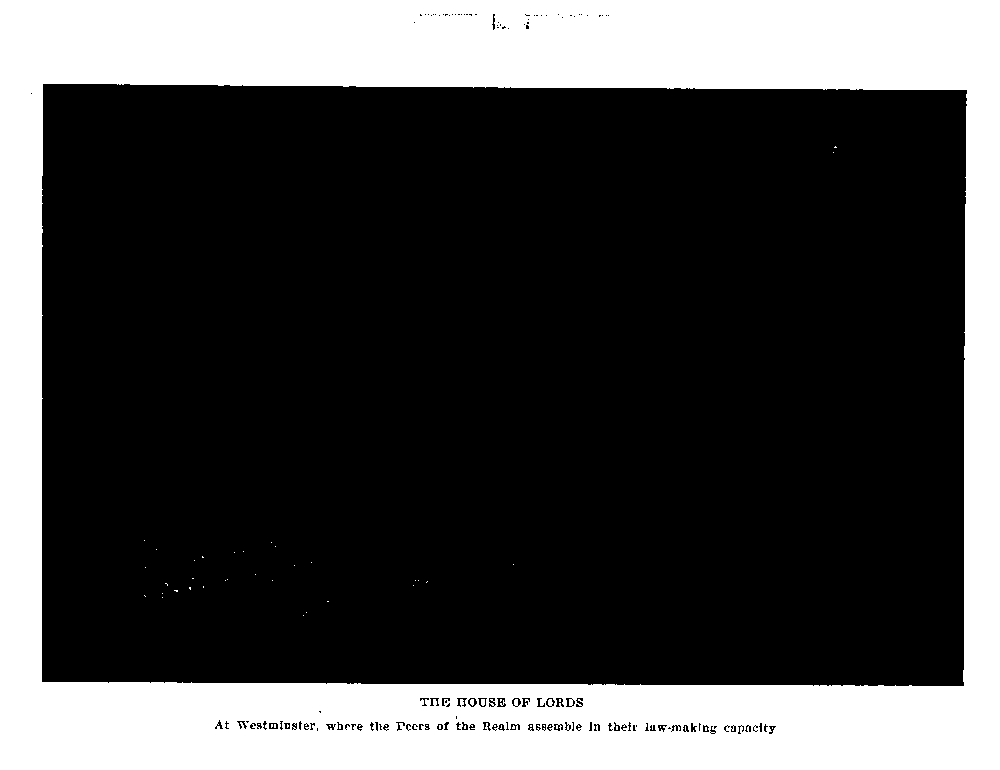 THE HOUSE OF LORDS
At Westminster, where the Peers of the Realm assemble in their law-making capacity